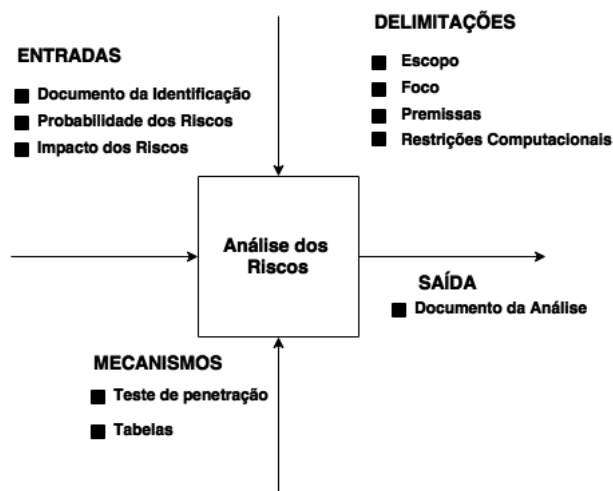 ENTRADAS
Documento da Identificação
Probabilidade dos Riscos
Impacto dos Riscos
DELIMITAÇÕES
Escopo
Foco
Premissas
Restrições Computacionais
Análise dos
Riscos
SAÍDA
Documento da Análise
MECANISMOS
Teste de penetração
Tabelas